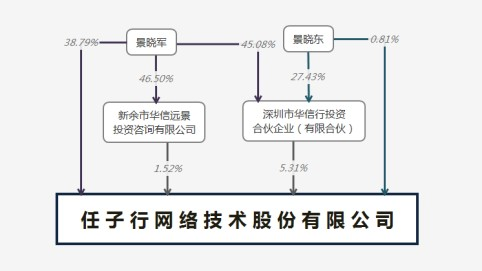 景晓军
景晓东
38.79%
45.08%
0.81%
46.50%
27.43%
新余市华信远景
投资咨询有限公司
深圳市华信行投资
合伙企业（有限合伙）
1.52%
5.31%
任子行网络技术股份有限公司